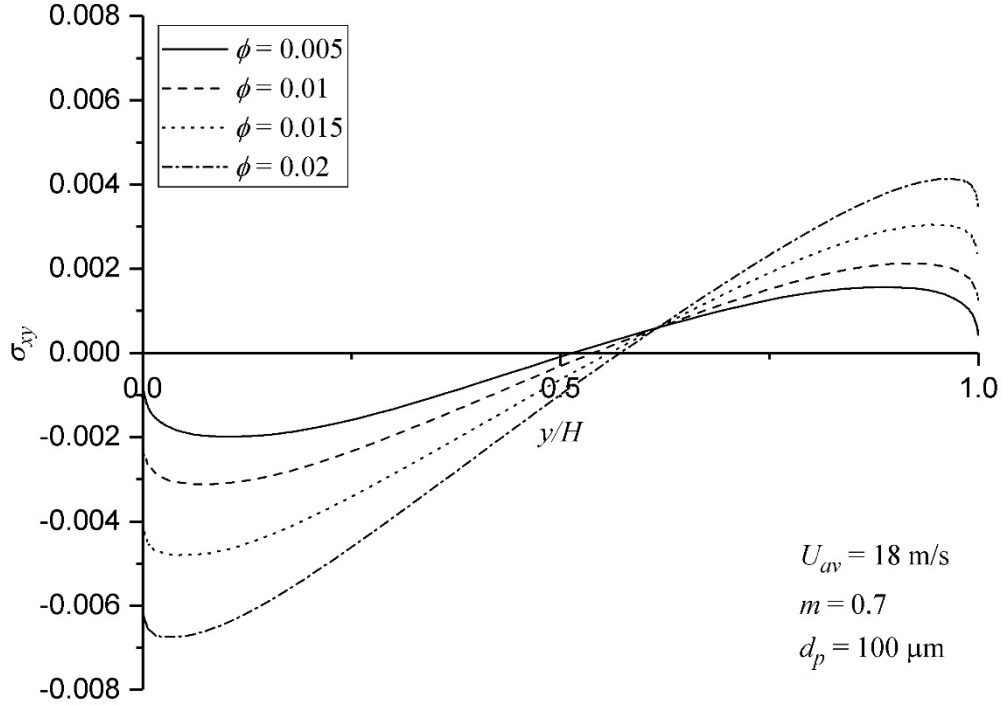 0.008
0.006
0.004
0.002
0.000
-0.002
-0.004
-0.006
-0.008
σxy
ϕ = 0.005
ϕ = 0.01
ϕ = 0.015
ϕ = 0.02
0.0
0.5
1.0
y/H
Uav = 18 m/s
m = 0.7
dp = 100 μm